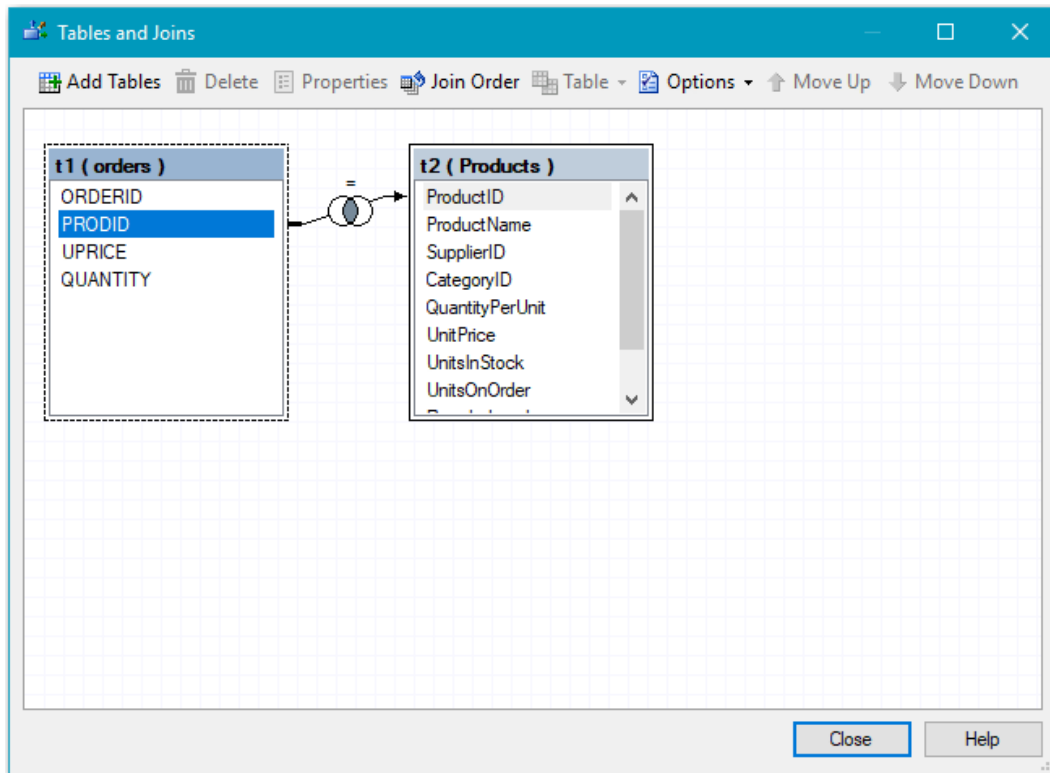 Tables and Joins
Add Tables Delete Properties Join Order Table Options Move Up Move Down
t1 ( orders )
ORDERID
PRODID
UPRICE
QUANTITY
=
t2 ( Products )
ProductID
ProductName
SupplierID
CategoryID
QuantityPerUnit
UnitPrice
UnitsInStock
UnitsOnOrder
Close Help